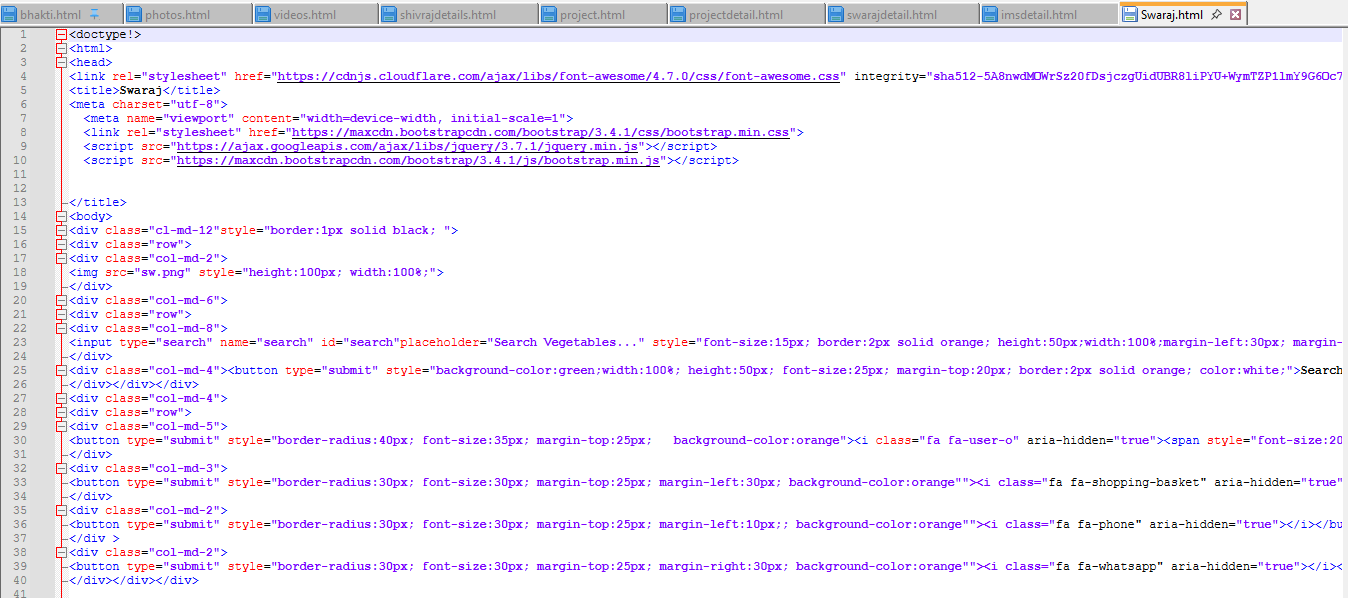 bhakti.html photos.html videos.html shivrajdetails.html project.html projectdetail.html swarajdetail.html imsdetail.html Swaraj.html
1 <doctype!>
2 <html>
3 <head>
4 <link rel="stylesheet" href="https://cdnjs.cloudflare.com/ajax/libs/font-awesome/4.7.0/css/font-awesome.css" integrity=
5 <title>Swaraj</title>
6 <meta charset="utf-8">
7 <meta name="viewport" content="width=device-width, initial-scale=1">
8 <link rel="stylesheet" href="https://maxcdn.bootstrapcdn.com/bootstrap/3.4.1/css/bootstrap.min.css">
9 <script src="https://ajax.googleapis.com/ajax/libs/jquery/3.7.1/jquery.min.js"></script>
10 <script src="https://maxcdn.bootstrapcdn.com/bootstrap/3.4.1/js/bootstrap.min.js"></script>
11
12
13 </title>
14 <body>
15 <div class="cl-md-12"style="border:1px solid black; ">
16 <div class="row">
17 <div class="col-md-2">
18 <img src="sw.png" style="height:100px; width:100%;">
19 </div>
20 <div class="col-md-6">
21 <div class="row">
22 <div class="col-md-8">
23 <input type="search" name="search" id="search"placeholder="Search Vegetables..." style="font-size:15px; border:2px solid orange; height:50px;width:100%;margin-left:30px; margin-
24 </div>
25 <div class="col-md-4"><button type="submit" style="background-color:green;width:100%; height:50px; font-size:25px; margin-top:20px; border:2px solid orange; color:white;">Search
26 </div></div></div>
27 <div class="col-md-4">
28 <div class="row">
29 <div class="col-md-5">
30 <button type="submit" style="border-radius:40px; font-size:35px; margin-top:25px;   background-color:orange"><i class="fa fa-user-o" aria-hidden="true"><span style="font-size:20
31 </div>
32 <div class="col-md-3">
33 <button type="submit" style="border-radius:30px; font-size:30px; margin-top:25px; margin-left:30px; background-color:orange""><i class="fa fa-shopping-basket" aria-hidden="true"
34 </div>
35 <div class="col-md-2">
36 <button type="submit" style="border-radius:30px; font-size:30px; margin-top:25px; margin-left:10px;; background-color:orange""><i class="fa fa-phone" aria-hidden="true"></i></bu
37 </div >
38 <div class="col-md-2">
39 <button type="submit" style="border-radius:30px; font-size:30px; margin-top:25px; margin-right:30px; background-color:orange""><i class="fa fa-whatsapp" aria-hidden="true"></i><
40 </div></div></div>
41